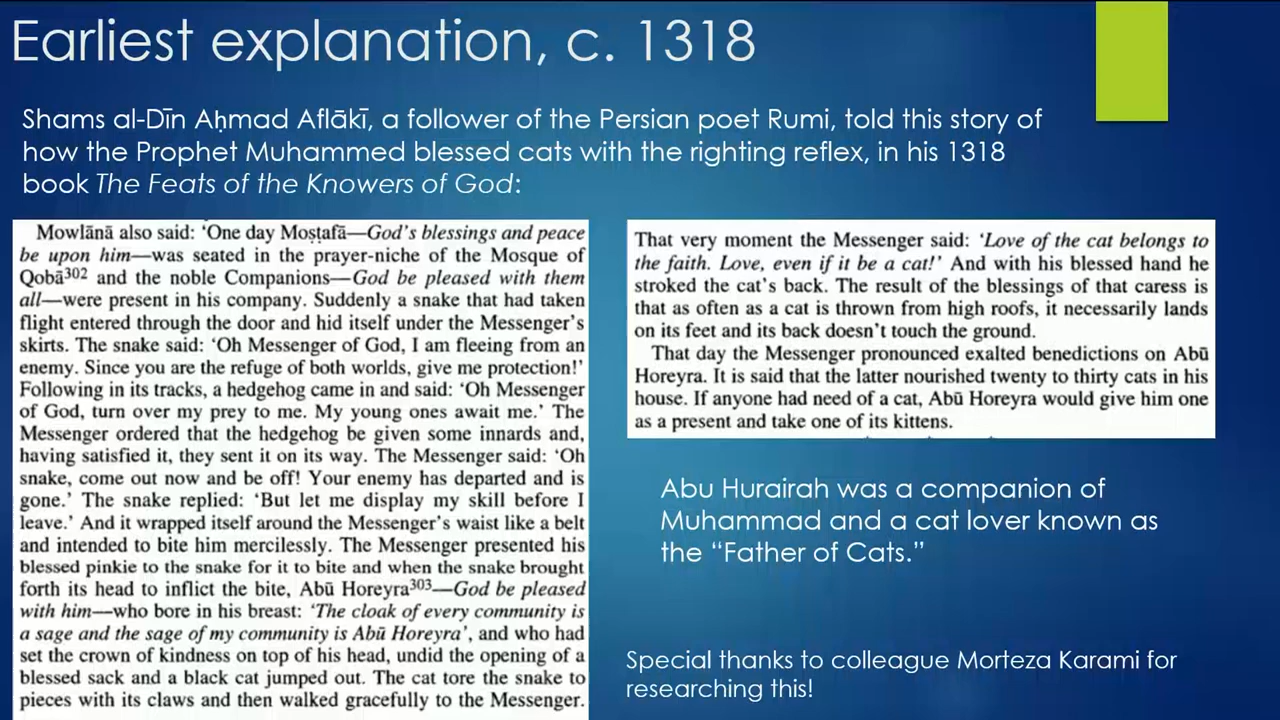 Earliest explanation, c. 1318
Shams al-Dīn Aḥmad Aflākī, a follower of the Persian poet Rumi, told this story of
how the Prophet Muhammed blessed cats with the righting reflex, in his 1318
book The Feats of the Knowers of God:
Mowlānā also said: ‘One day Moṣṭafā—God's blessings and peace
be upon him—was seated in the prayer-niche of the Mosque of
Qobā302 and the noble Companions—God be pleased with them
all—were present in his company. Suddenly a snake that had taken
flight entered through the door and hid itself under the Messenger's
skirts. The snake said: ‘Oh Messenger of God, I am fleeing from an
enemy. Since you are the refuge of both worlds, give me protection!’
Following in its tracks, a hedgehog came in and said: ‘Oh Messenger
of God, turn over my prey to me. My young ones await me.’ The
Messenger ordered that the hedgehog be given some innards and,
having satisfied it, they sent it on its way. The Messenger said: ‘Oh
snake, come out now and be off! Your enemy has departed and is
gone.’ The snake replied: ‘But let me display my skill before I
leave.’ And it wrapped itself around the Messenger's waist like a belt
and intended to bite him mercilessly. The Messenger presented his
blessed pinkie to the snake for it to bite and when the snake brought
forth its head to inflict the bite, Abū Horeyra303—God be pleased
with him—who bore in his breast: ‘The cloak of every community is
a sage and the sage of my community is Abū Horeyra’, and who had
set the crown of kindness on top of his head, undid the opening of a
blessed sack and a black cat jumped out. The cat tore the snake to
pieces with its claws and then walked gracefully to the Messenger.
That very moment the Messenger said: ‘Love of the cat belongs to
the faith. Love, even if it be a cat!’ And with his blessed hand he
stroked the cat's back. The result of the blessings of that caress is
that as often as a cat is thrown from high roofs, it necessarily lands
on its feet and its back doesn't touch the ground.
That day the Messenger pronounced exalted benedictions on Abū
Horeyra. It is said that the latter nourished twenty to thirty cats in his
house. If anyone had need of a cat, Abū Horeyra would give him one
as a present and take one of its kittens.
Abu Hurairah was a companion of
Muhammad and a cat lover known as
the “Father of Cats.”
Special thanks to colleague Morteza Karami for
researching this!